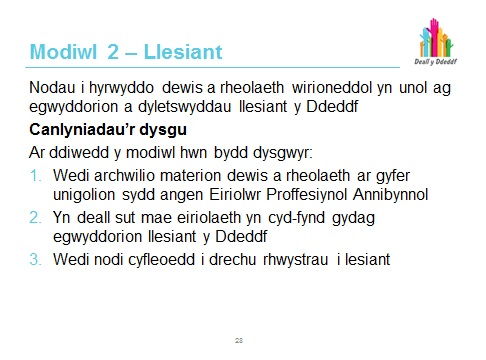 Modiwl 2 – Llesiant
Deall y Ddeddf
Nodau i hyrwyddo dewis a rheolaeth wirioneddol yn unol ag
egwyddorion a dyletswyddau llesiant y Ddeddf
Canlyniadau’r dysgu
Ar ddiwedd y modiwl hwn bydd dysgwyr:
1. Wedi archwilio materion dewis a rheolaeth ar gyfer
unigolion sydd angen Eiriolwr Proffesiynol Annibynnol
2. Yn deall sut mae eiriolaeth yn cyd-fynd gydag
egwyddorion llesiant y Ddeddf
3. Wedi nodi cyfleoedd i drechu rhwystrau i lesiant
28